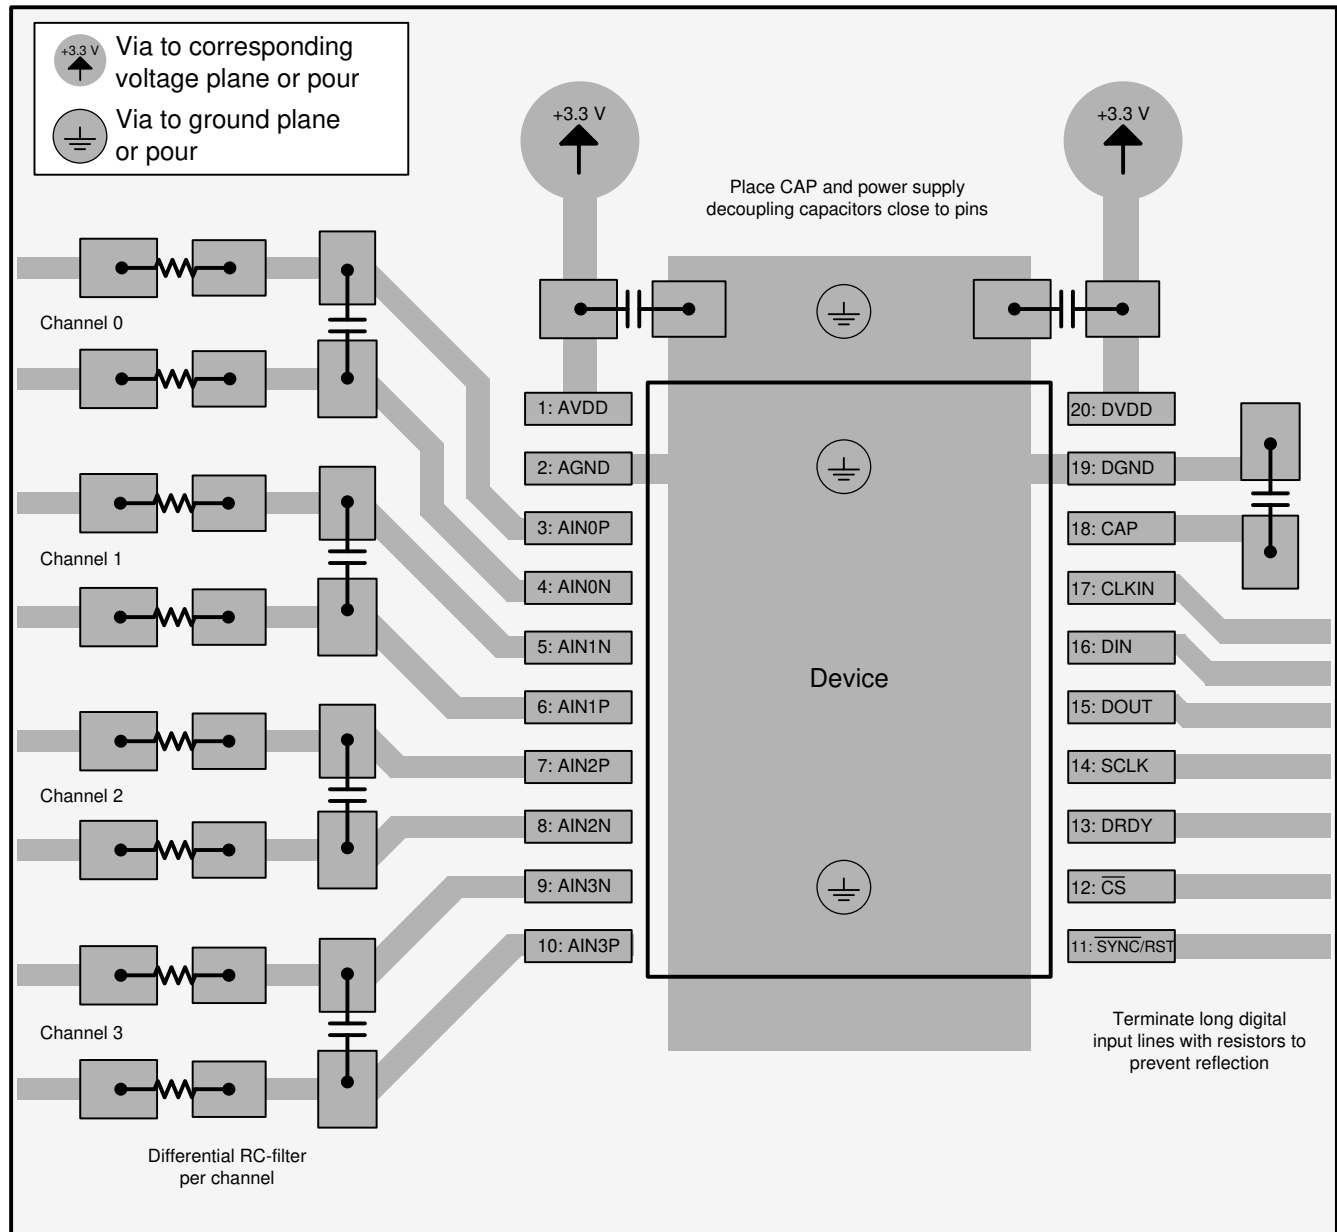 +3.3 V
Via to corresponding
voltage plane or pour
Via to ground plane
or pour
+3.3 V
+3.3 V
Place CAP and power supply
decoupling capacitors close to pins
Channel 0
Channel 1
Channel 2
Channel 3
Differential RC-filter
per channel
1: AVDD
2: AGND
3: AIN0P
4: AIN0N
5: AIN1N
6: AIN1P
7: AIN2P
8: AIN2N
9: AIN3N
10: AIN3P
Device
20: DVDD
19: DGND
18: CAP
17: CLKIN
16: DIN
15: DOUT
14: SCLK
13: DRDY
12: C̅S̅
11: S̅Y̅N̅C̅/RST
Terminate long digital
input lines with resistors to
prevent reflection